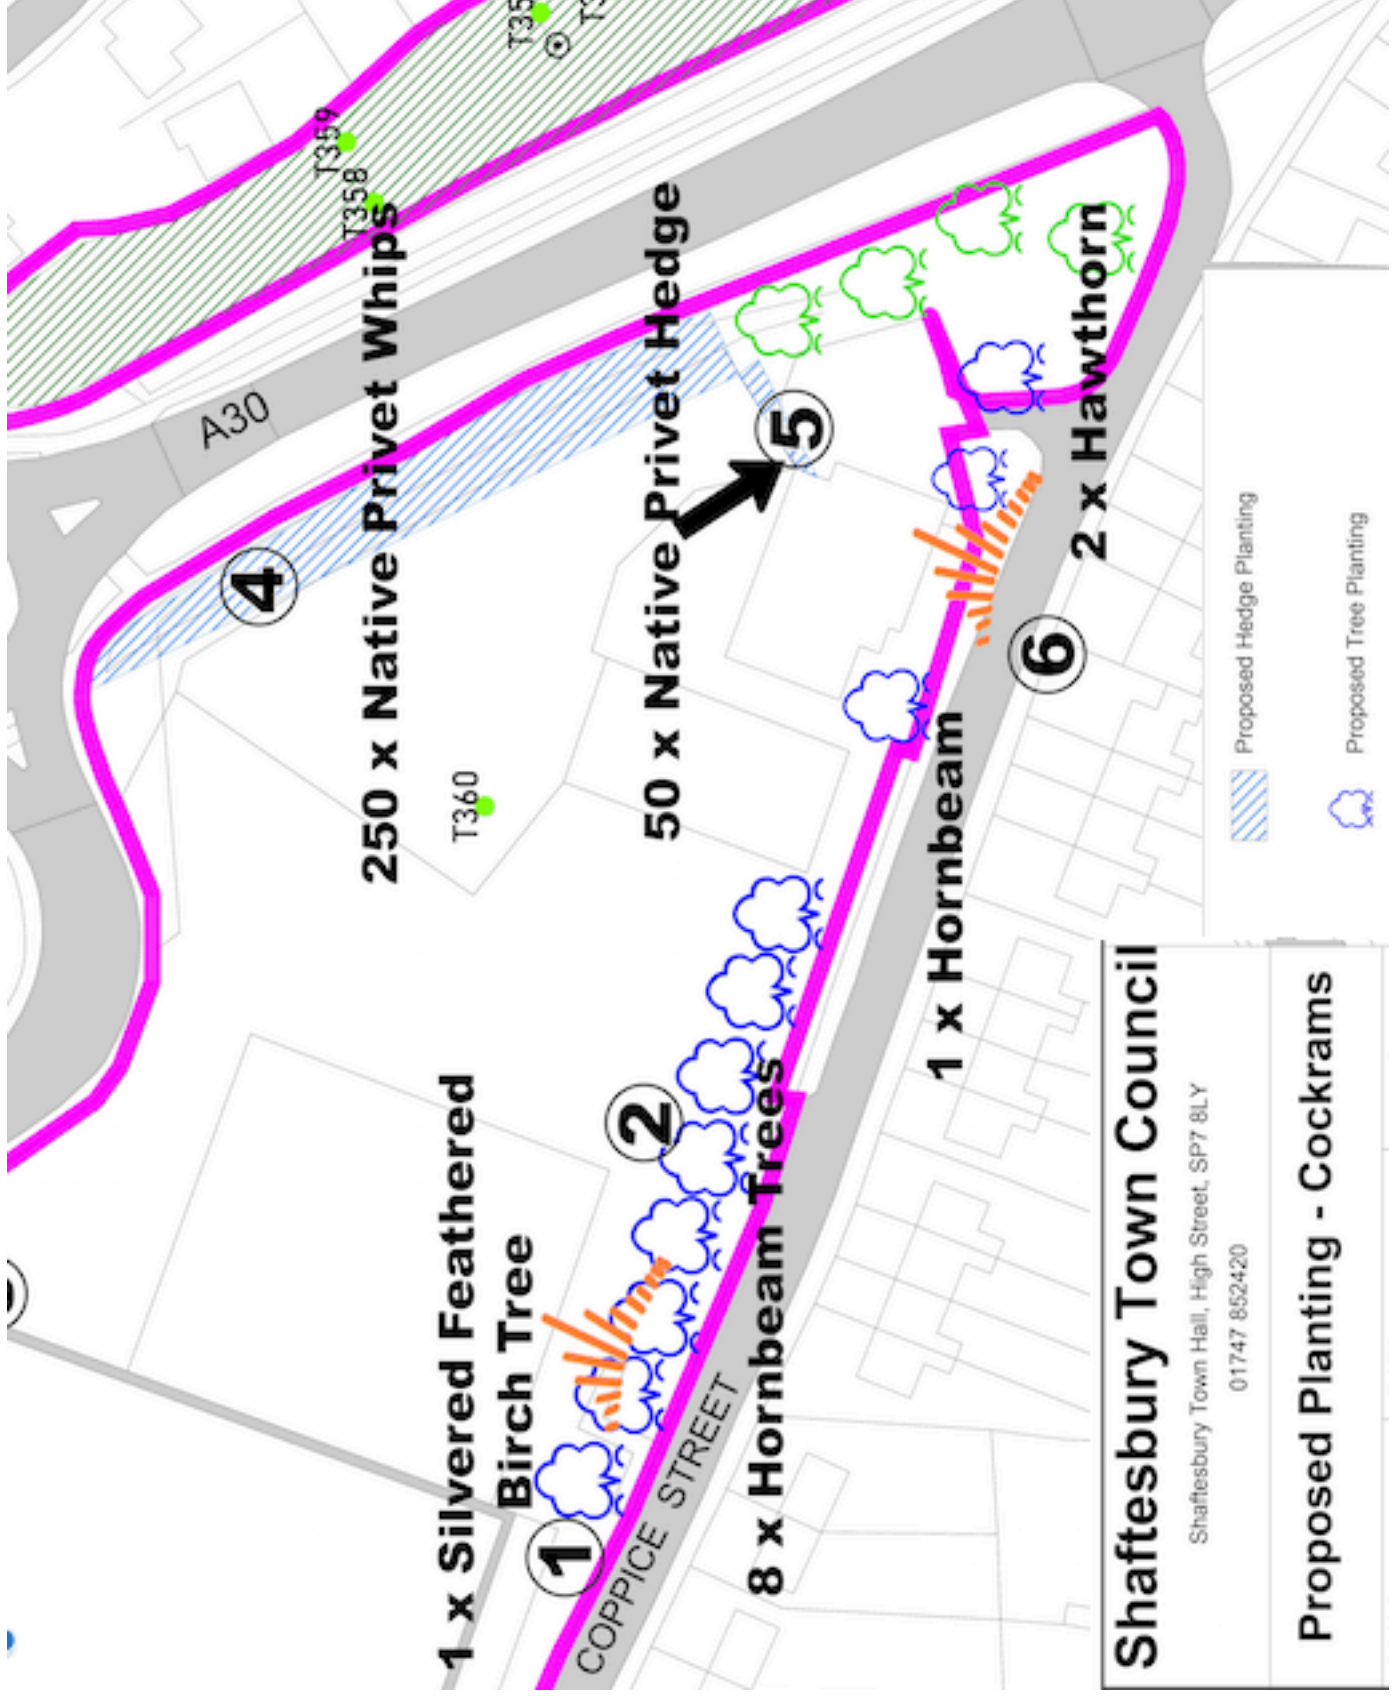 T359
T358
A30
250 x Native Privet Whips
4
50 x Native Privet Hedge
5
T360
2 x Hawthorn
6
1 x Hornbeam
1 x Silvered Feathered
Birch Tree
2
8 x Hornbeam Trees
1
COPPICE STREET
Proposed Hedge Planting
Proposed Tree Planting
Shaftesbury Town Council
Shaftesbury Town Hall, High Street, SP7 8LY
01747 852420
Proposed Planting - Cockrams